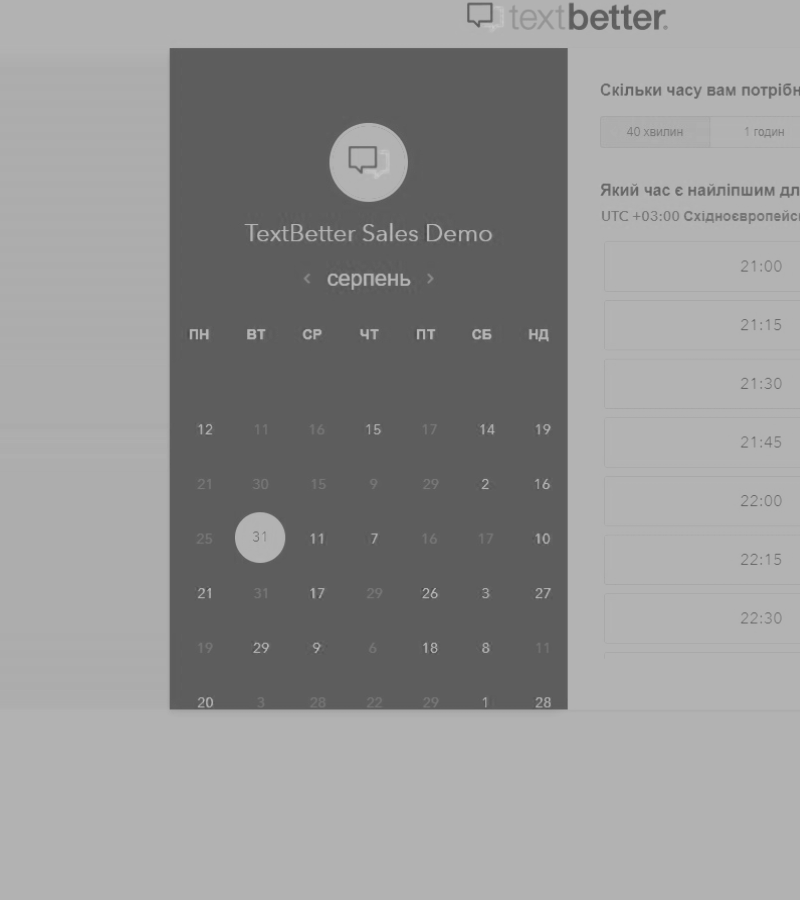 textbetter.
TextBetter Sales Demo
‹ серпень ›
ПН ВТ СР ЧТ ПТ СБ НД
12 11 16 15 17 14 19
21 30 15 9 29 2 16
25 31 11 7 16 17 10
21 31 17 29 26 3 27
19 29 9 6 18 8 11
20 3 28 22 29 1 28
Скільки часу вам потрібн
40 хвилин 1 годин
Який час є найліпшим дл
UTC +03:00 Східноєвропейс
21:00
21:15
21:30
21:45
22:00
22:15
22:30